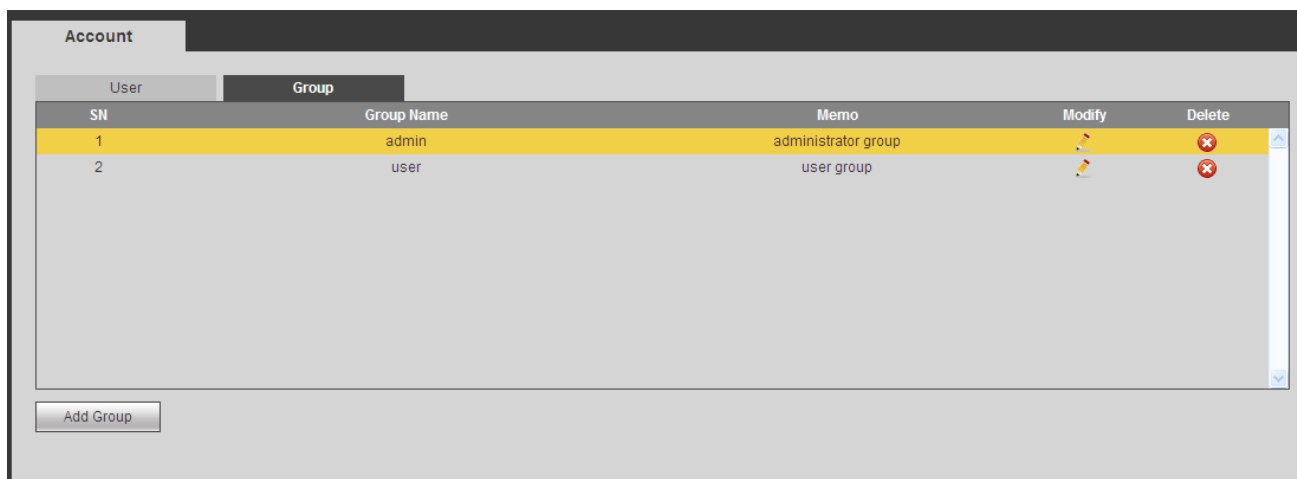 Account
User Group
SN Group Name Memo Modify Delete
1 admin administrator group
2 user user group
Add Group